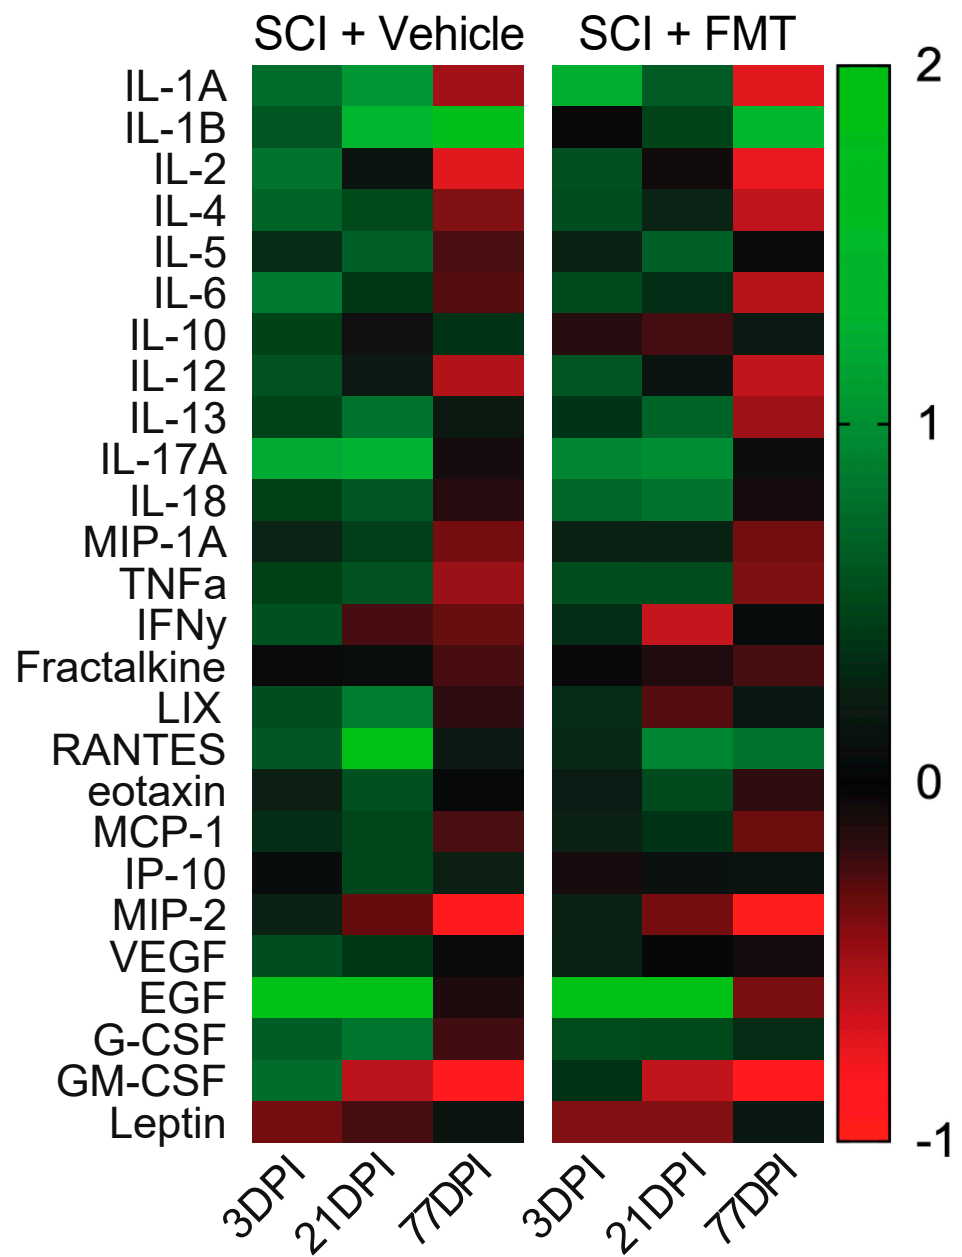 SCI + Vehicle SCI + FMT
IL-1A
IL-1B
IL-2
IL-4
IL-5
IL-6
IL-10
IL-12
IL-13
IL-17A
IL-18
MIP-1A
TNFa
IFNy
Fractalkine
LIX
RANTES
eotaxin
MCP-1
IP-10
MIP-2
VEGF
EGF
G-CSF
GM-CSF
Leptin
2
1
0
-1
3DPI 21DPI 77DPI 3DPI 21DPI 77DPI